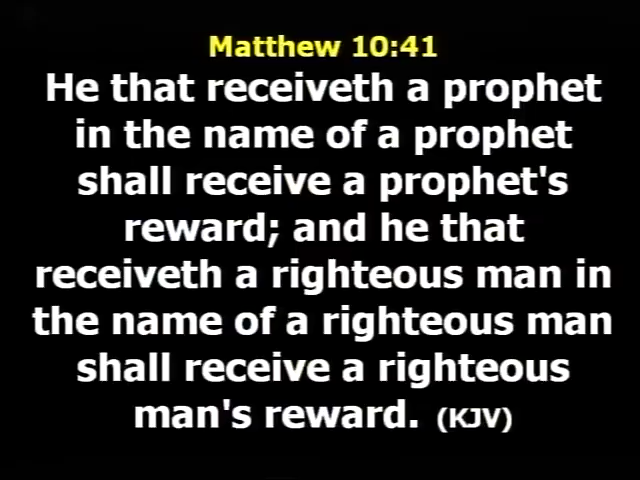 Matthew 10:41
He that receiveth a prophet
in the name of a prophet
shall receive a prophet's
reward; and he that
receiveth a righteous man in
the name of a righteous man
shall receive a righteous
man's reward. (KJV)